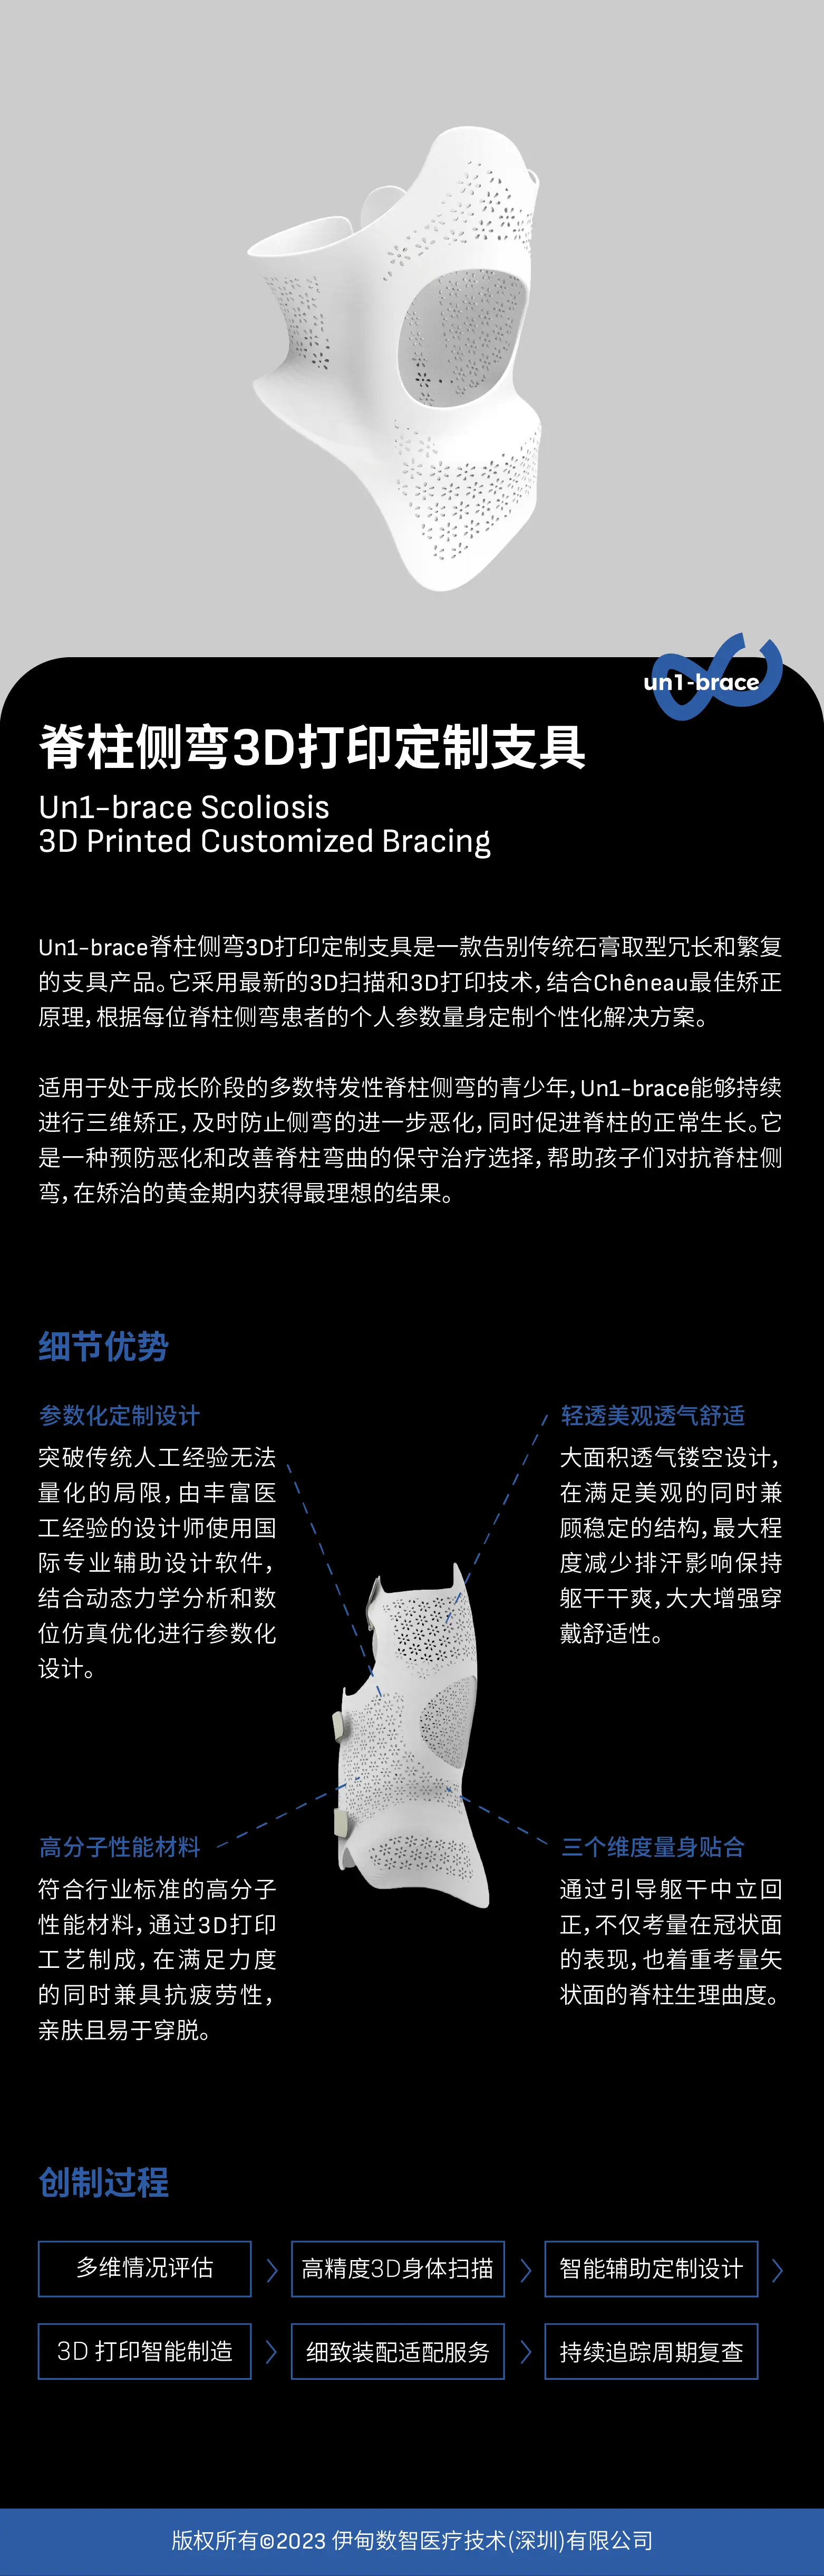 un1-brace
脊柱侧弯3D打印定制支具
Un1-brace Scoliosis
3D Printed Customized Bracing
Un1-brace脊柱侧弯3D打印定制支具是一款告别传统石膏取型冗长和繁复
的支具产品。它采用最新的3D扫描和3D打印技术，结合Chêneau最佳矫正
原理，根据每位脊柱侧弯患者的个人参数量身定制个性化解决方案。
适用于处于成长阶段的多数特发性脊柱侧弯的青少年，Un1-brace能够持续
进行三维矫正，及时防止侧弯的进一步恶化，同时促进脊柱的正常生长。它
是一种预防恶化和改善脊柱弯曲的保守治疗选择，帮助孩子们对抗脊柱侧
弯，在矫治的黄金期内获得最理想的结果。
细节优势
参数化定制设计
突破传统人工经验无法
量化的局限，由丰富医
工经验的设计师使用国
际专业辅助设计软件，
结合动态力学分析和数
位仿真优化进行参数化
设计。
轻透美观透气舒适
大面积透气镂空设计，
在满足美观的同时兼
顾稳定的结构，最大程
度减少排汗影响保持
躯干干爽，大大增强穿
戴舒适性。
高分子性能材料
符合行业标准的高分子
性能材料，通过3D打印
工艺制成，在满足力度
的同时兼具抗疲劳性，
亲肤且易于穿脱。
三个维度量身贴合
通过引导躯干中立回
正，不仅考量在冠状面
的表现，也着重考量矢
状面的脊柱生理曲度。
创制过程
多维情况评估
高精度3D身体扫描
智能辅助定制设计
3D 打印智能制造
细致装配适配服务
持续追踪周期复查
版权所有©2023 伊甸数智医疗技术(深圳)有限公司